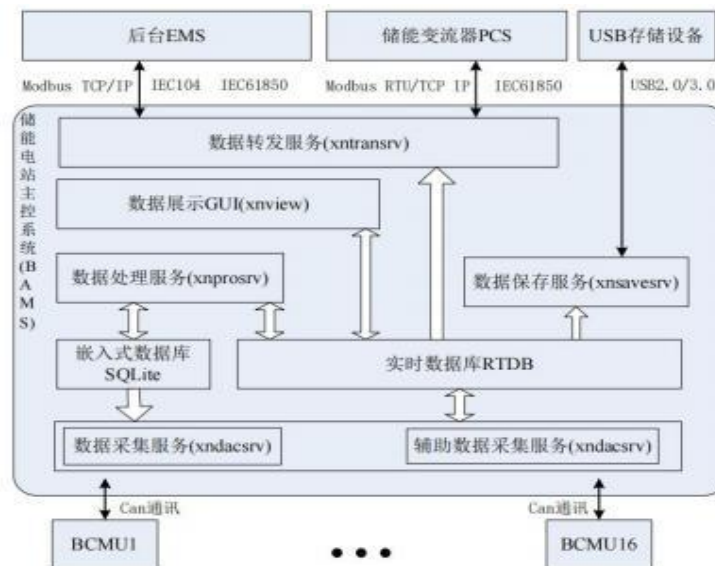 后台EMS
储能变流器PCS
USB存储设备
Modbus TCP/IP IEC104 IEC61850
Modbus RTU/TCP IP IEC61850
USB2.0/3.0
储能电站主控系统(BAMS)
数据转发服务(xntransrv)
数据展示GUI(xnview)
数据处理服务(xnprosrv)
数据保存服务(xnsavesrv)
嵌入式数据库
SQLite
实时数据库RTDB
数据采集服务(xndacsrv)
辅助数据采集服务(xndacsrv)
Can通讯
Can通讯
BCMU1
BCMU16